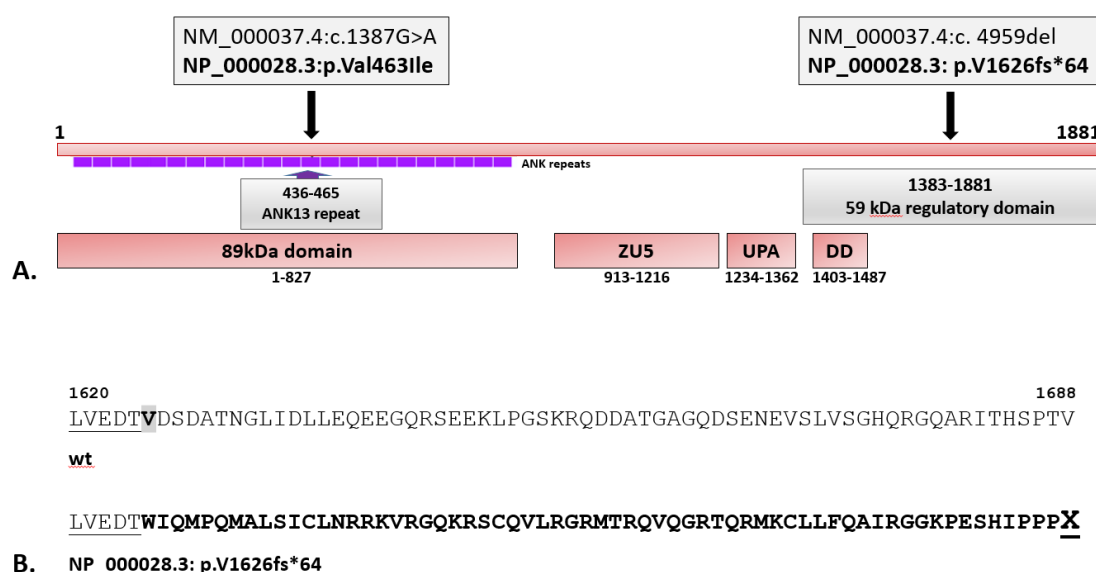 NM_000037.4:c.1387G>A
NP_000028.3:p.Val463Ile
NM_000037.4:c. 4959del
NP_000028.3: p.V1626fs*64
1
1881
ANK repeats
436-465
ANK13 repeat
1383-1881
59 kDa regulatory domain
89kDa domain
ZU5
UPA
DD
A.
1-827
913-1216
1234-1362
1403-1487
1620
1688
LVEDTVDSDATNGLIDLLEQEEGQRSEEKLPGSKRQDDATGAGQDSENEVSLVSGHQRGQARITHSPTV
wt
LVEDTWIQMPQMALSICLNRRKVRGQKRSCQVLRGRMTRQVQGRTQRMKCLLFQAIRGGKPESHIPPPX
B.
NP_000028.3: p.V1626fs*64